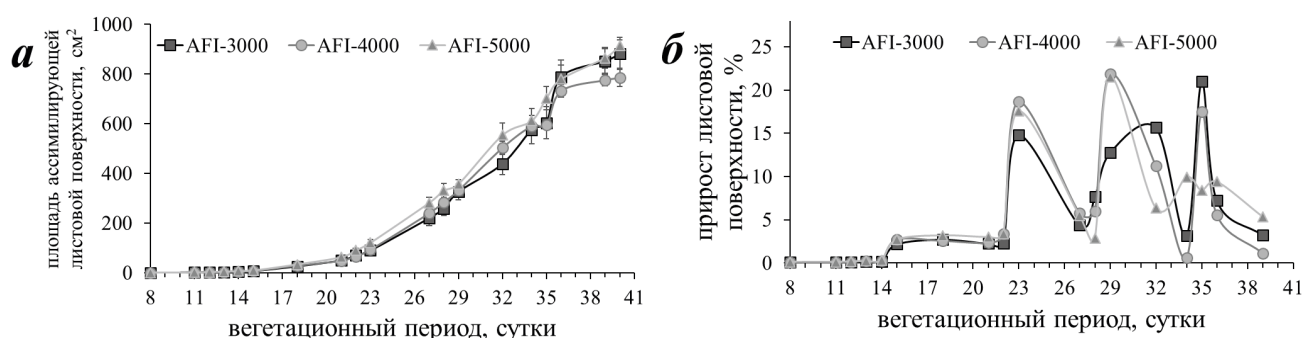 а
площадь ассимилирующей
листовой поверхности, см²
1000
800
600
400
200
0
AFI-3000 AFI-4000 AFI-5000
8 11 14 17 20 23 26 29 32 35 38 41
вегетационный период, сутки
б
прирост листовой
поверхности, %
25
20
15
10
5
0
AFI-3000 AFI-4000 AFI-5000
8 11 14 17 20 23 26 29 32 35 38 41
вегетационный период, сутки